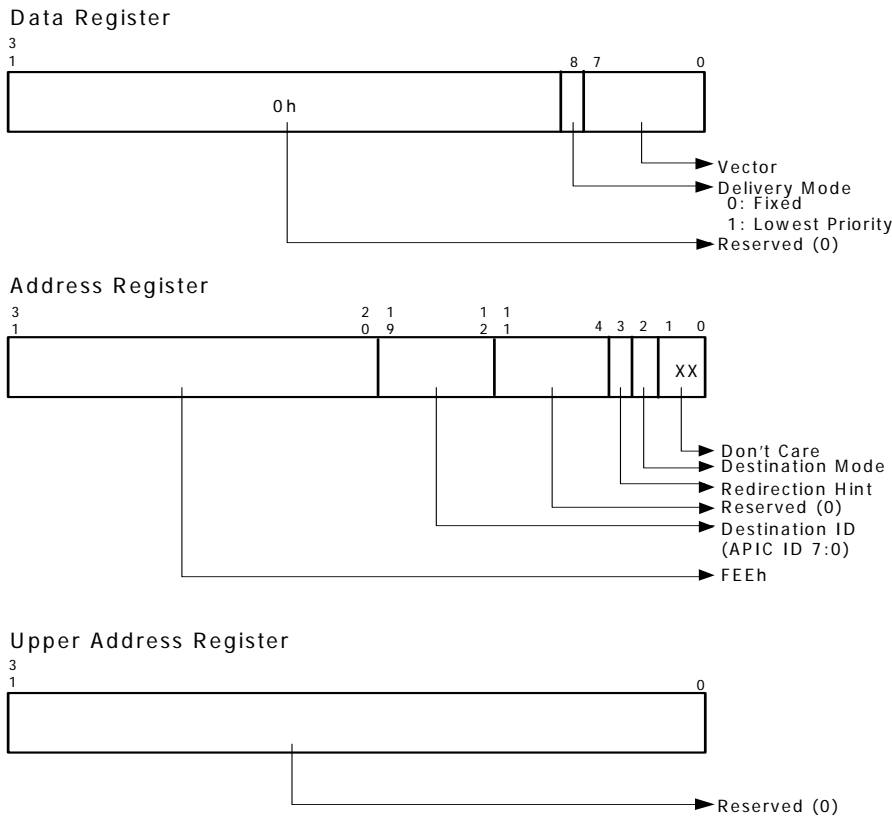 Data Register
3
1 8 7 0
0h
Vector
Delivery Mode
0: Fixed
1: Lowest Priority
Reserved (0)
Address Register
3 2 1 1 1
1 0 9 2 1 4 3 2 1 0
XX
Don't Care
Destination Mode
Redirection Hint
Reserved (0)
Destination ID
(APIC ID 7:0)
FEEh
Upper Address Register
3
1 0
Reserved (0)